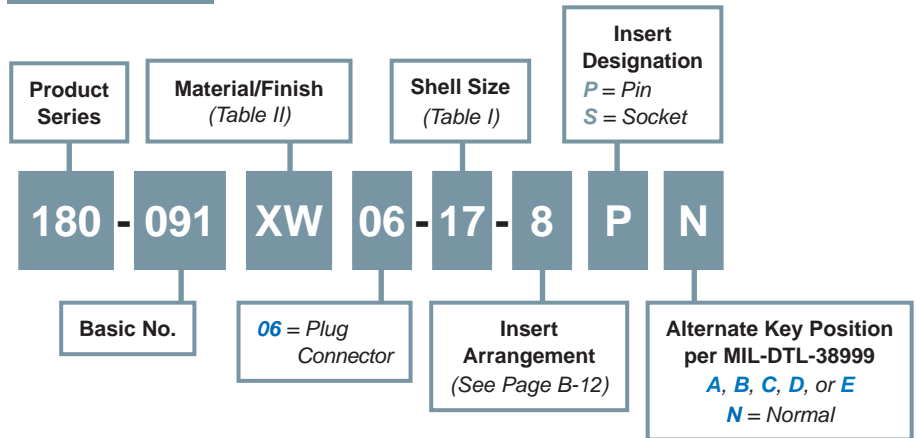 Product
Series
Material/Finish
(Table II)
Shell Size
(Table I)
Insert
Designation
P = Pin
S = Socket
180 - 091 XW 06 - 17 - 8 P N
Basic No.
06 = Plug
Connector
Insert
Arrangement
(See Page B-12)
Alternate Key Position
per MIL-DTL-38999
A, B, C, D, or E
N = Normal